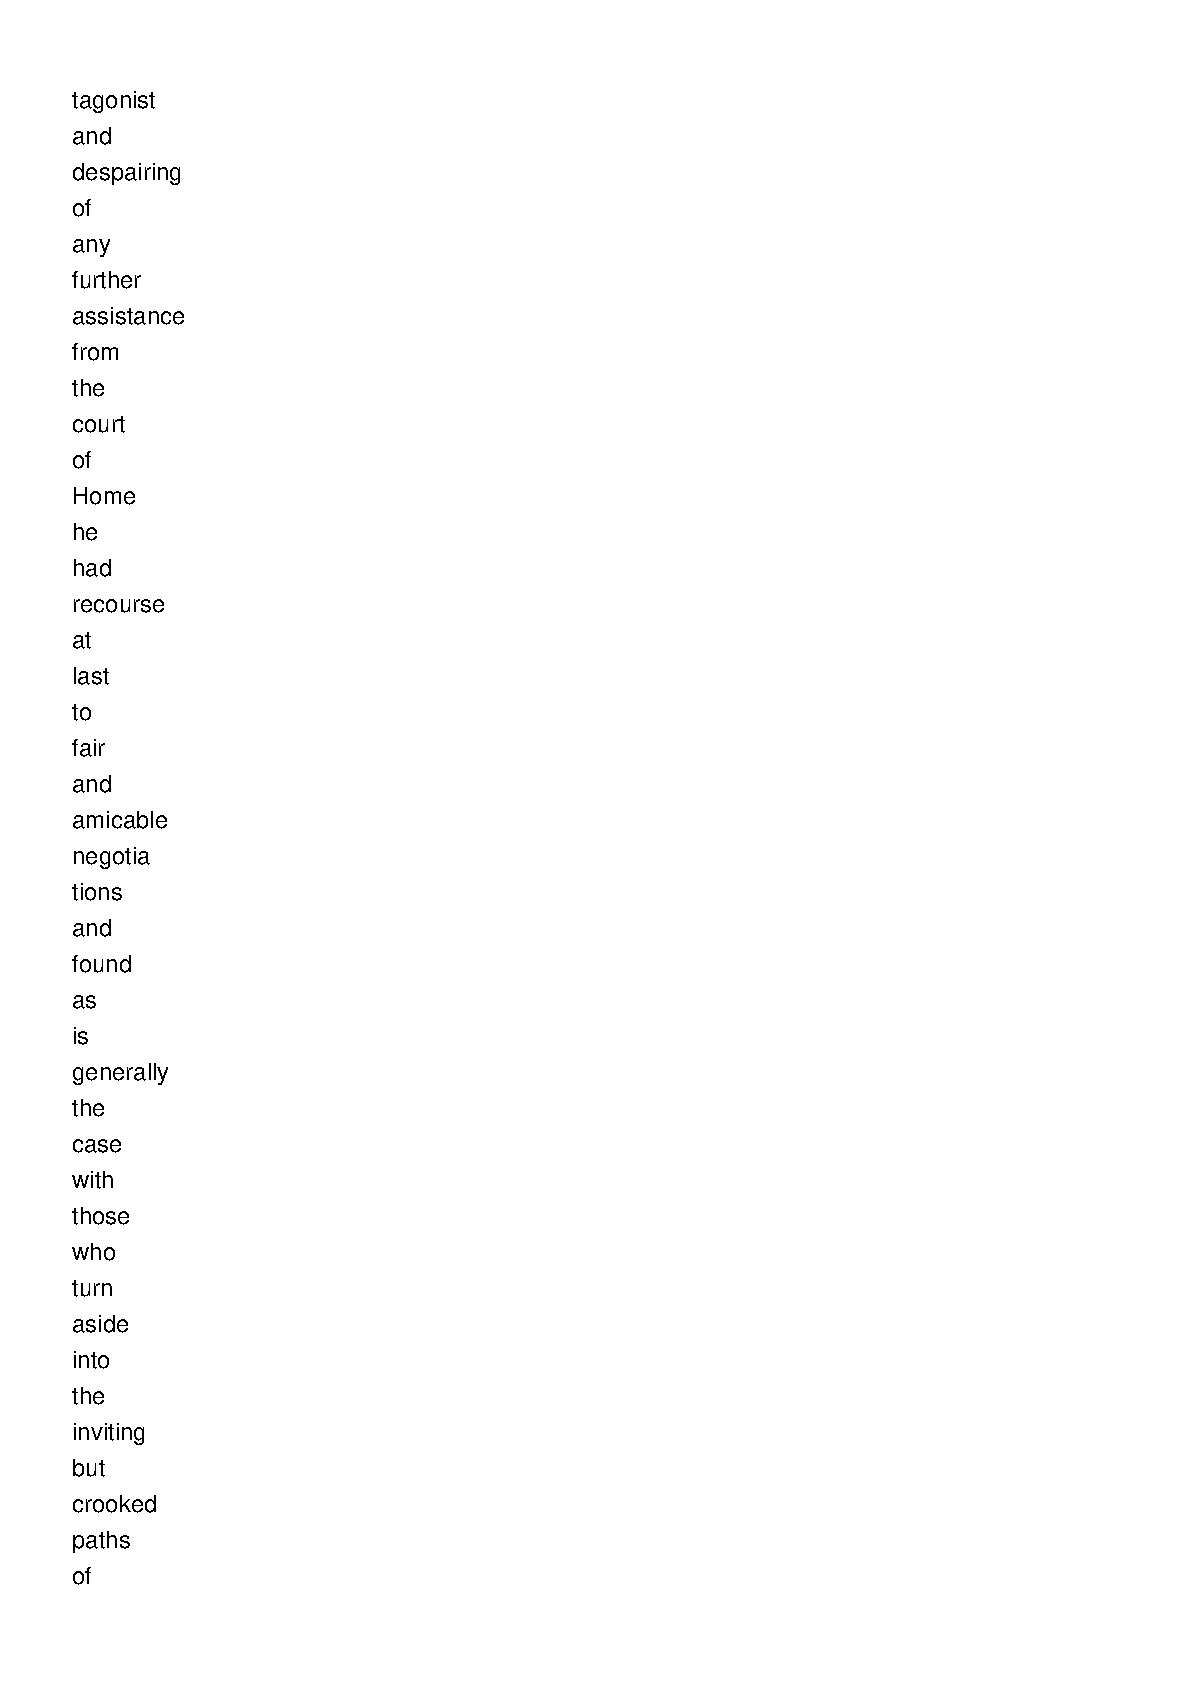 tagonist
and
despairing
of
any
further
assistance
from
the
court
of
Home
he
had
recourse
at
last
to
fair
and
amicable
negotia
tions
and
found
as
is
generally
the
case
with
those
who
turn
aside
into
the
inviting
but
crooked
paths
of